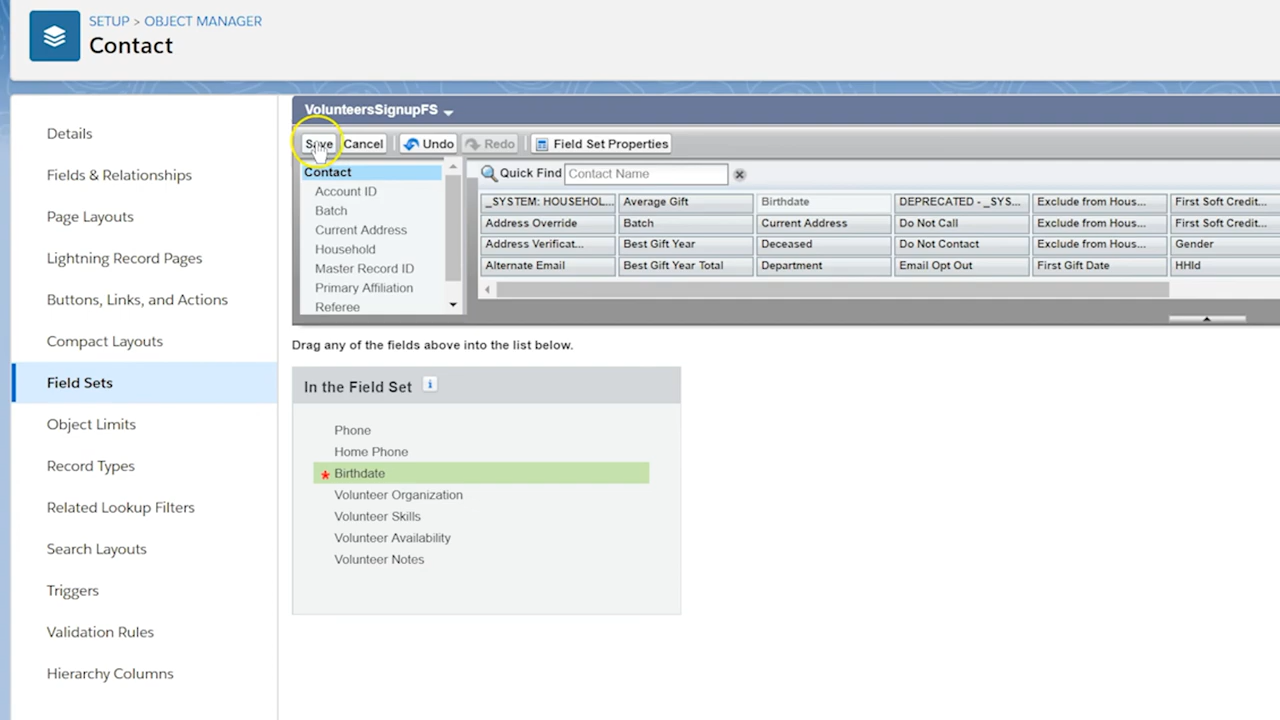 SETUP > OBJECT MANAGER
Contact
Details
Fields & Relationships
Page Layouts
Lightning Record Pages
Buttons, Links, and Actions
Compact Layouts
Field Sets
Object Limits
Record Types
Related Lookup Filters
Search Layouts
Triggers
Validation Rules
Hierarchy Columns
VolunteersSignupFS
Save Cancel Undo Redo Field Set Properties
Contact
Account ID
Batch
Current Address
Household
Master Record ID
Primary Affiliation
Referee
Quick Find Contact Name
_SYSTEM: HOUSEHOL... Average Gift Birthdate DEPRECATED - _SYS... Exclude from Hous... First Soft Credit...
Address Override Batch Current Address Do Not Call Exclude from Hous... First Soft Credit...
Address Verificat... Best Gift Year Deceased Do Not Contact Exclude from Hous... Gender
Alternate Email Best Gift Year Total Department Email Opt Out First Gift Date HHId
Drag any of the fields above into the list below.
In the Field Set i
Phone
Home Phone
* Birthdate
Volunteer Organization
Volunteer Skills
Volunteer Availability
Volunteer Notes